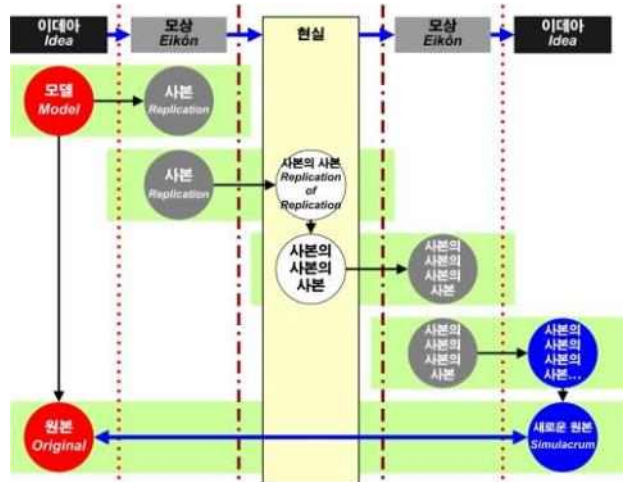 이데아
Idea
모상
Eikón
현실
모상
Eikón
이데아
Idea
모델
Model
사본
Replication
사본
Replication
사본의 사본
Replication
of
Replication
사본의
사본의
사본
사본의
사본의
사본의
사본
사본의
사본의
사본의
사본
사본의
사본의
사본의
사본...
원본
Original
새로운 원본
Simulacrum